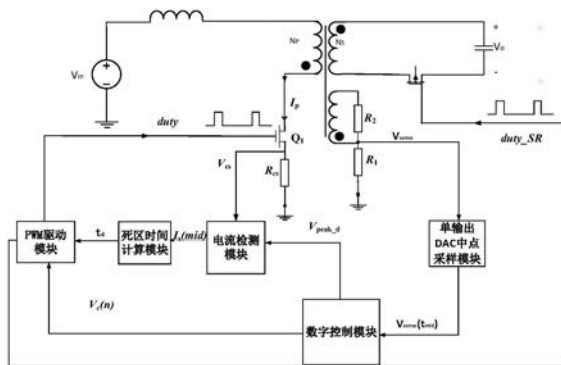 Np
Ns
+
Vo
-
+
Vin
-
Ip
R2
duty
Q1
Vsense
duty_SR
Vcs
Rcs
R1
Vpeak_d
PWM驱动
模块
td
死区时间
计算模块
Is(mid)
电流检测
模块
单输出
DAC中点
采样模块
Vc(n)
数字控制模块
Vsense(tmid)